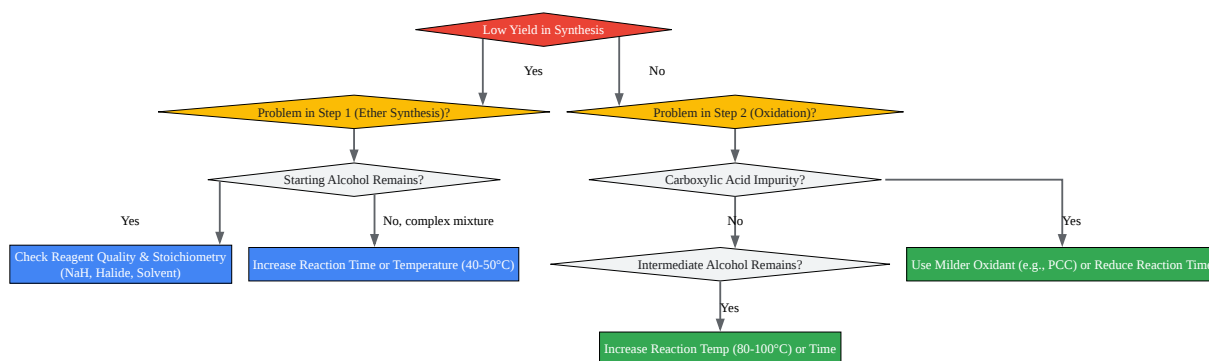 Low Yield in Synthesis
Yes
No
Problem in Step 1 (Ether Synthesis)?
Problem in Step 2 (Oxidation)?
Starting Alcohol Remains?
Carboxylic Acid Impurity?
Yes
No, complex mixture
No
Yes
Check Reagent Quality & Stoichiometry
(NaH, Halide, Solvent)
Increase Reaction Time or Temperature (40-50°C)
Intermediate Alcohol Remains?
Use Milder Oxidant (e.g., PCC) or Reduce Reaction Time
Yes
Increase Reaction Temp (80-100°C) or Time